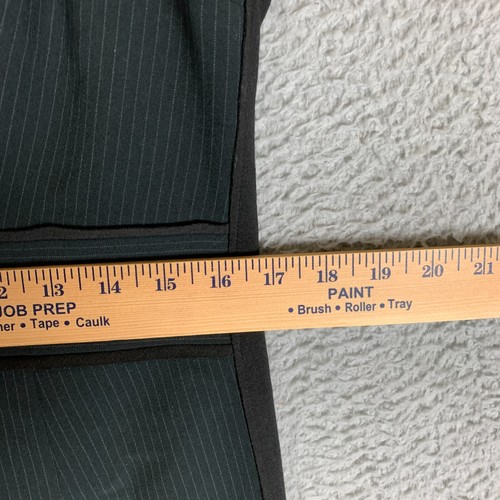 2 13 14 15 16 17 18 19 20 21
JOB PREP
ner • Tape • Caulk
PAINT
• Brush • Roller • Tray